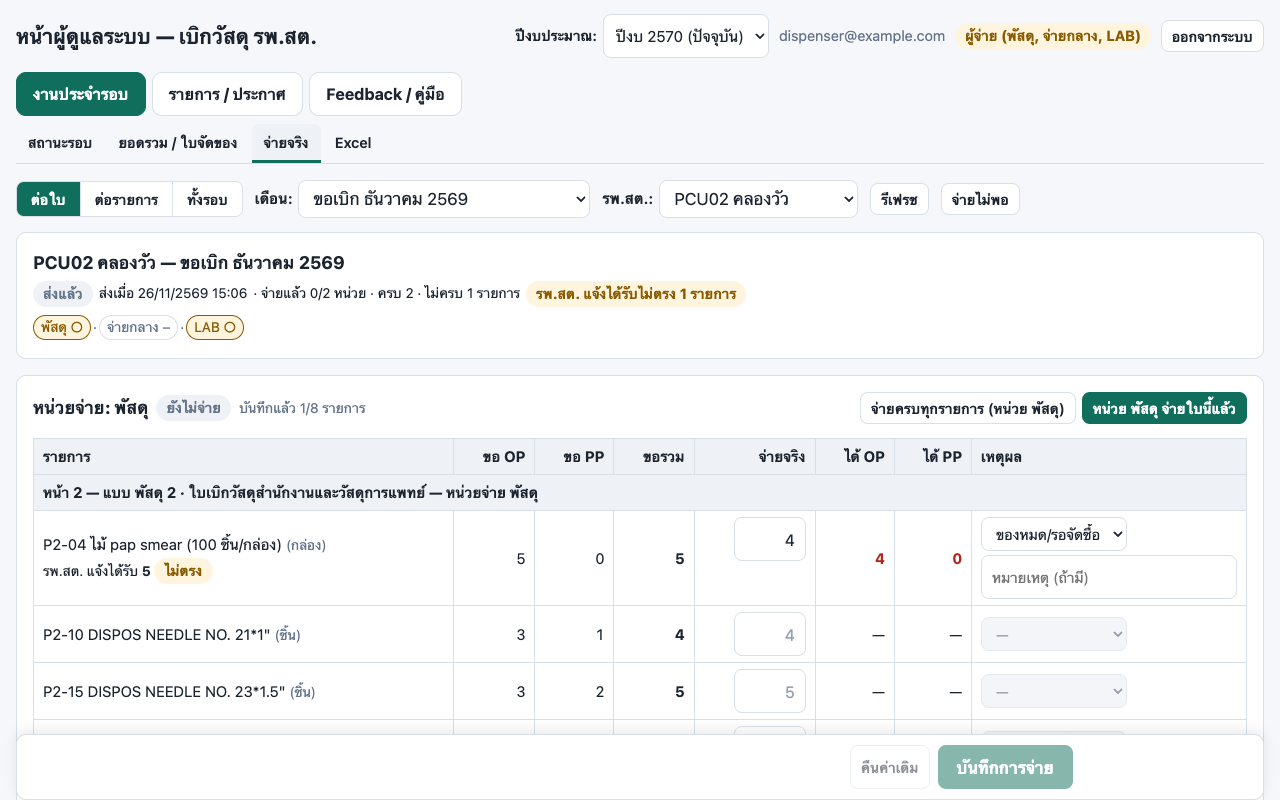 หน้าผู้ดูแลระบบ — เบิกวัสดุ รพ.สต.
ปีงบประมาณ: ปีงบ 2570 (ปัจจุบัน) dispenser@example.com ผู้จ่าย (พัสดุ, จ่ายกลาง, LAB) ออกจากระบบ
งานประจำรอบ รายการ / ประกาศ Feedback / คู่มือ
สถานะรอบ ยอดรวม / ใบจัดของ จ่ายจริง Excel
ต่อใบ ต่อรายการ ทั้งรอบ เดือน: ขอเบิก ธันวาคม 2569 รพ.สต.: PCU02 คลองวัว รีเฟรช จ่ายไม่พอ
PCU02 คลองวัว — ขอเบิก ธันวาคม 2569
ส่งแล้ว ส่งเมื่อ 26/11/2569 15:06 · จ่ายแล้ว 0/2 หน่วย · ครบ 2 · ไม่ครบ 1 รายการ รพ.สต. แจ้งได้รับไม่ตรง 1 รายการ
พัสดุ ○ · จ่ายกลาง – · LAB ○
หน่วยจ่าย: พัสดุ ยังไม่จ่าย บันทึกแล้ว 1/8 รายการ จ่ายครบทุกรายการ (หน่วย พัสดุ) หน่วย พัสดุ จ่ายใบนี้แล้ว
รายการ ขอ OP ขอ PP ขอรวม จ่ายจริง ได้ OP ได้ PP เหตุผล
หน้า 2 — แบบ พัสดุ 2 · ใบเบิกวัสดุสำนักงานและวัสดุการแพทย์ — หน่วยจ่าย พัสดุ
P2-04 ไม้ pap smear (100 ชิ้น/กล่อง) (กล่อง) 5 0 5 4 4 0 ของหมด/รอจัดซื้อ
รพ.สต. แจ้งได้รับ 5 ไม่ตรง หมายเหตุ (ถ้ามี)
P2-10 DISPOS NEEDLE NO. 21*1" (ชิ้น) 3 1 4 4 — — —
P2-15 DISPOS NEEDLE NO. 23*1.5" (ชิ้น) 3 2 5 5 — — —
คืนค่าเดิม บันทึกการจ่าย